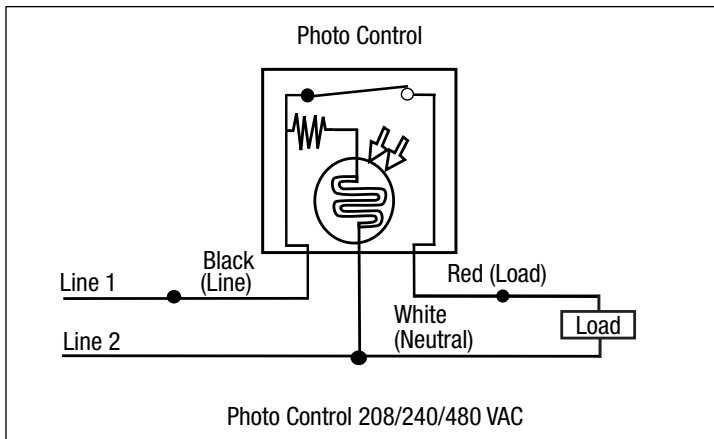 Photo Control
Black
(Line)
Line 1
Red (Load)
White
(Neutral)
Load
Line 2
Photo Control 208/240/480 VAC